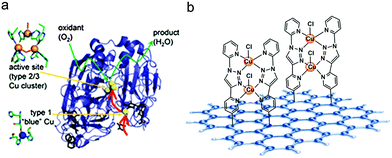 a
oxidant
(O2)
product
(H2O)
active site
(type 2/3
Cu cluster)
type 1
"blue" Cu
b
Cl
Cu
N
N
N
N
N
N
Cl
Cu
N
N
Cl
Cu
N
N
N
N
N
N
Cl
Cu
N
N